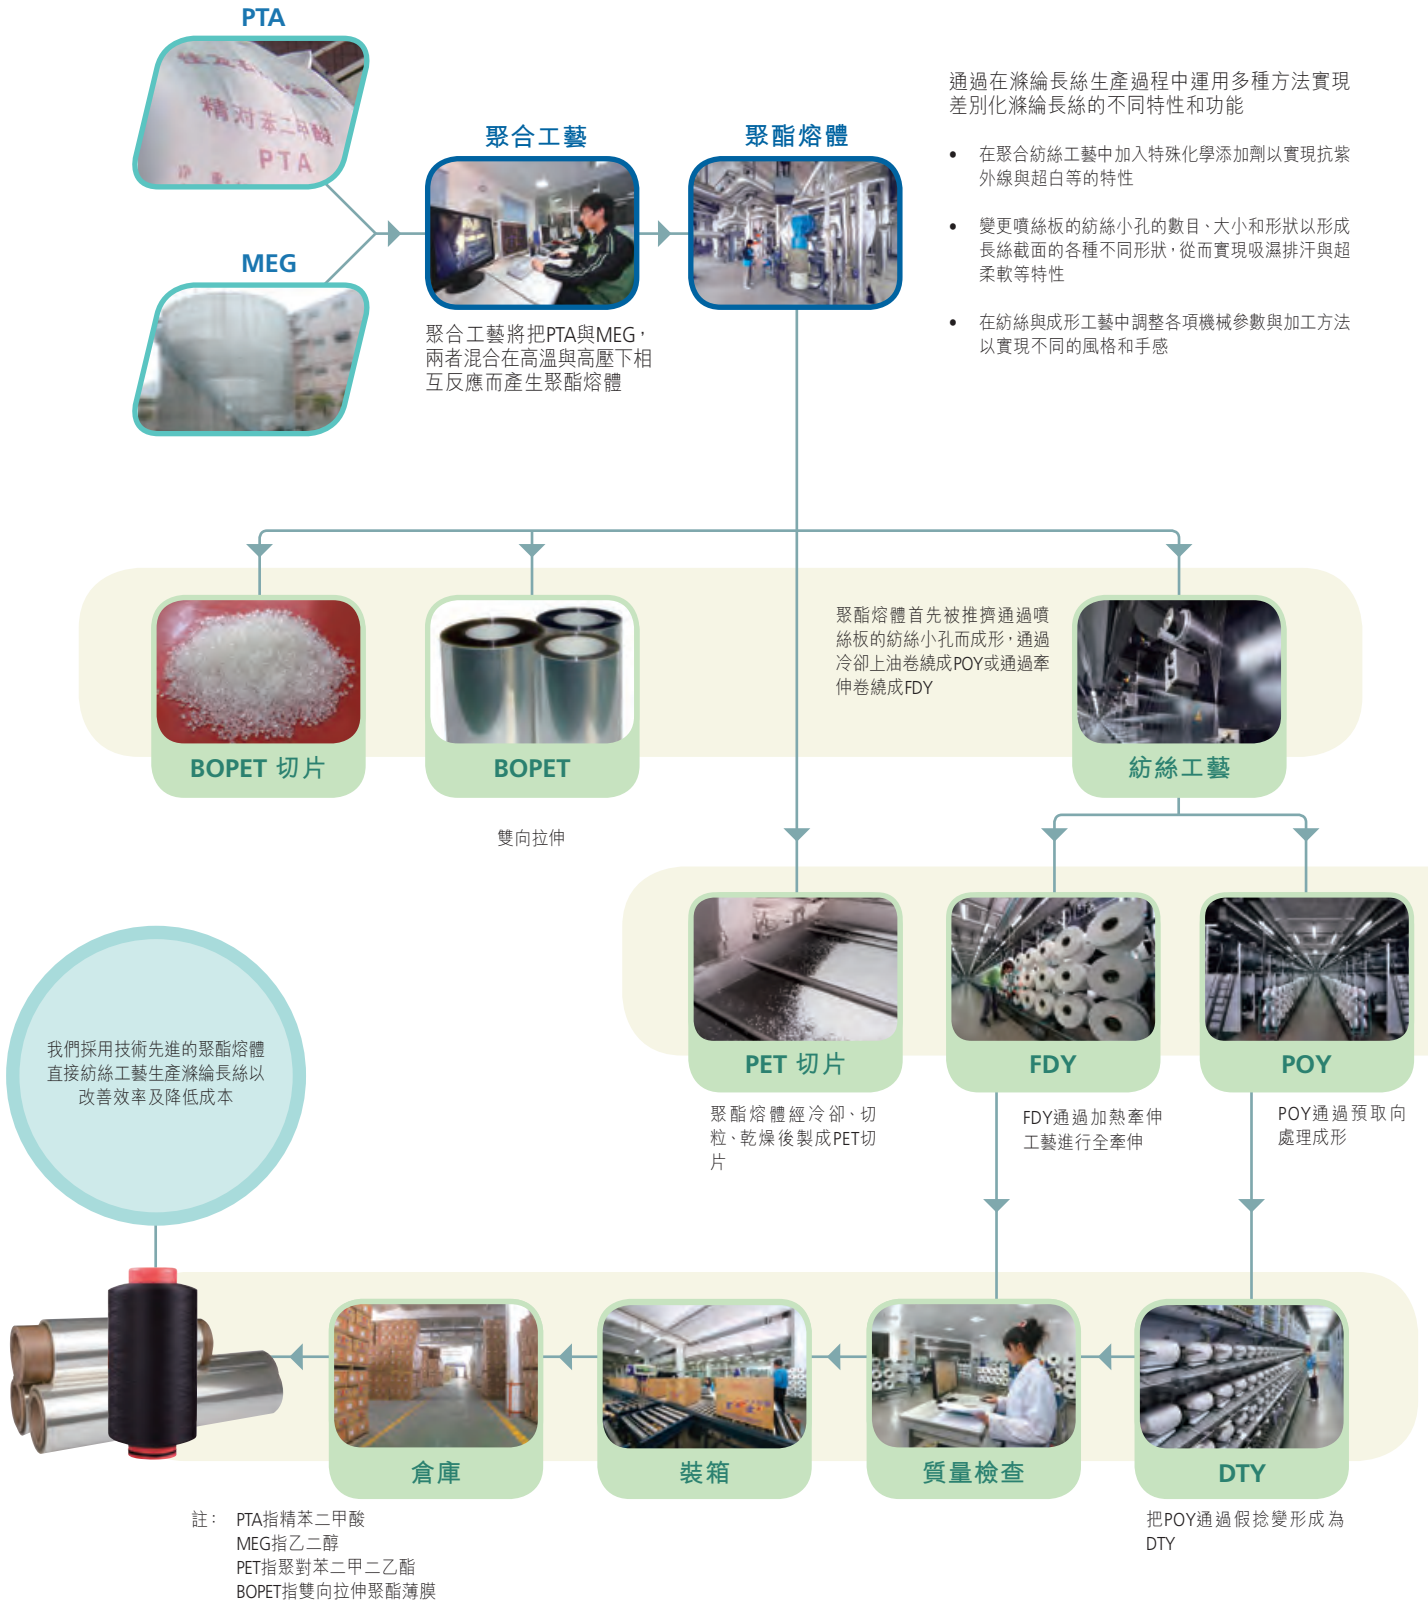 PTA
精对苯二甲酸
PTA
MEG
聚合工藝
聚合工藝將把PTA與MEG，
兩者混合在高溫與高壓下相
互反應而產生聚酯熔體
聚酯熔體
通過在滌綸長絲生產過程中運用多種方法實現
差別化滌綸長絲的不同特性和功能
• 在聚合紡絲工藝中加入特殊化學添加劑以實現抗紫
外線與超白等的特性
• 變更噴絲板的紡絲小孔的數目、大小和形狀以形成
長絲截面的各種不同形狀，從而實現吸濕排汗與超
柔軟等特性
• 在紡絲與成形工藝中調整各項機械參數與加工方法
以實現不同的風格和手感
BOPET 切片
BOPET
雙向拉伸
聚酯熔體首先被推擠通過噴
絲板的紡絲小孔而成形，通過
冷卻上油卷繞成POY或通過牽
伸卷繞成FDY
紡絲工藝
PET 切片
聚酯熔體經冷卻、切
粒、乾燥後製成PET切
片
FDY
FDY通過加熱牽伸
工藝進行全牽伸
POY
POY通過預取向
處理成形
我們採用技術先進的聚酯熔體
直接紡絲工藝生產滌綸長絲以
改善效率及降低成本
倉庫
裝箱
質量檢查
DTY
把POY通過假捻變形成為
DTY
註： PTA指精苯二甲酸
MEG指乙二醇
PET指聚對苯二甲二乙酯
BOPET指雙向拉伸聚酯薄膜